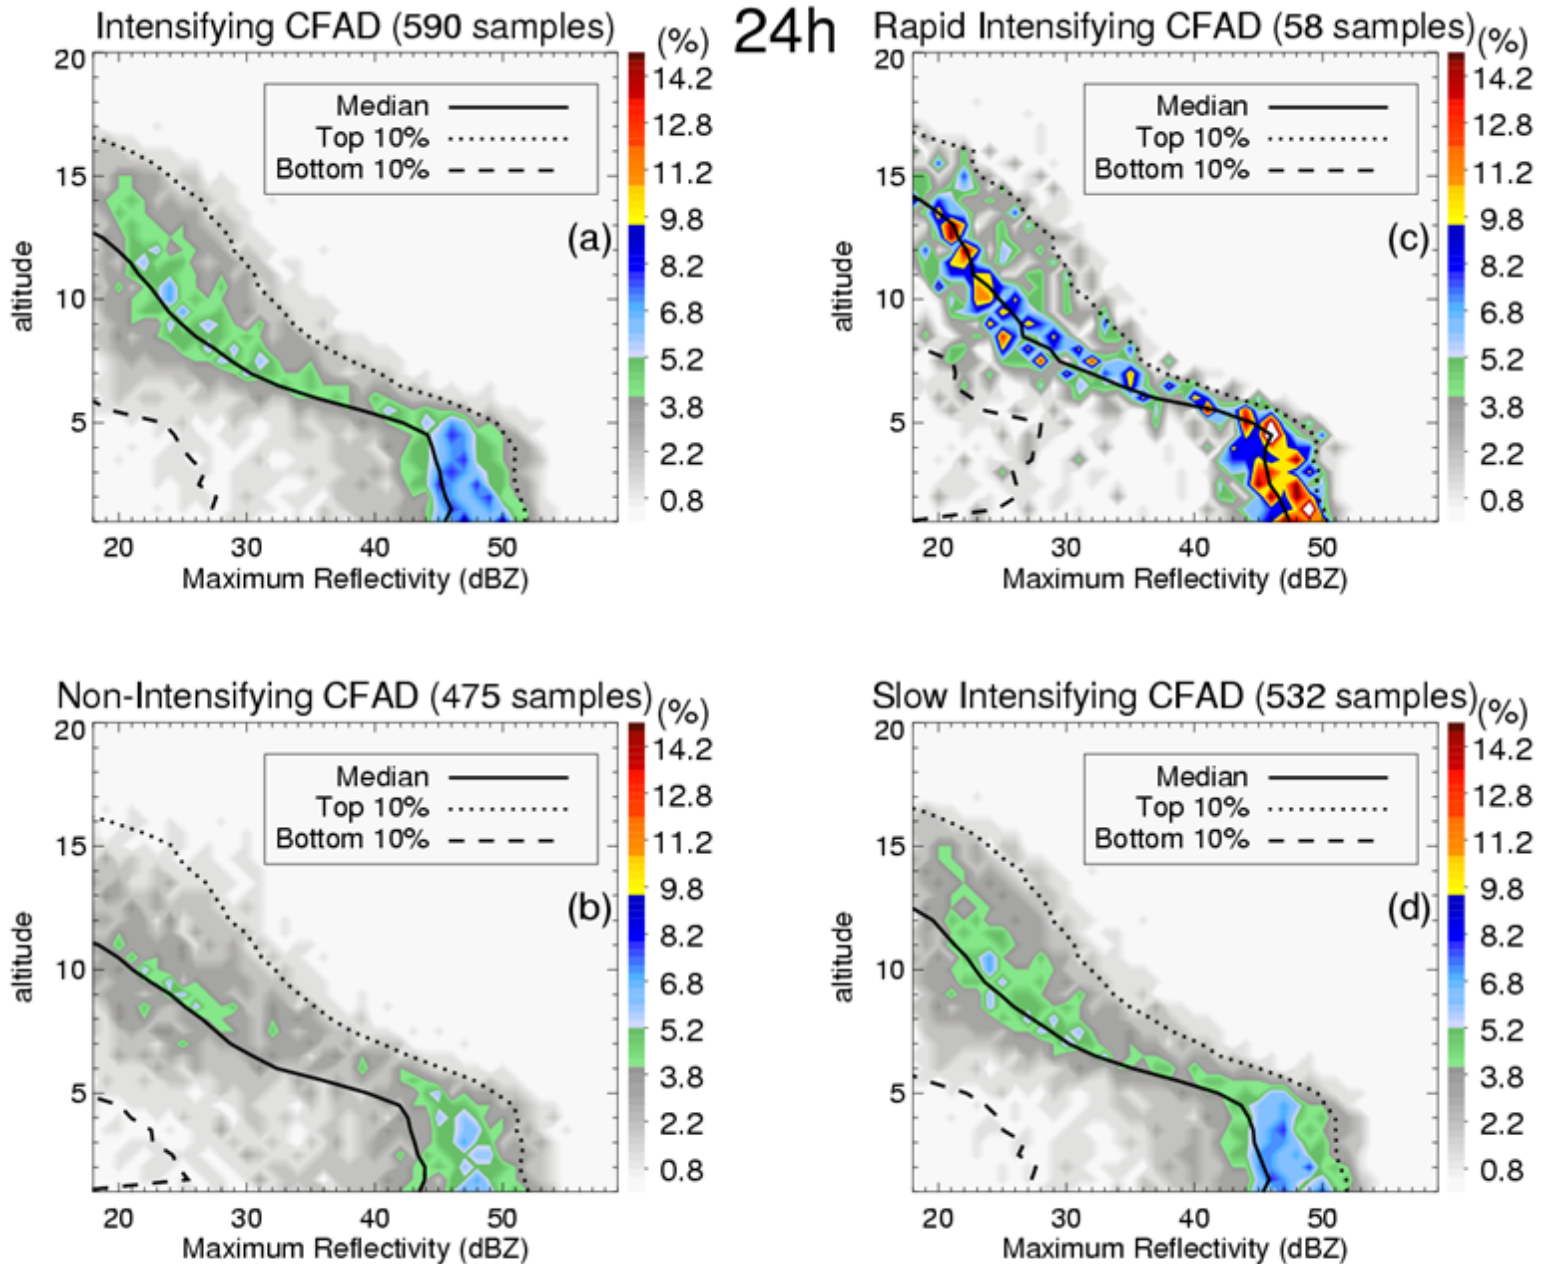 24h
Intensifying CFAD (590 samples)
(%)
20
15
10
5
altitude
Median
Top 10%
Bottom 10%
(a)
14.2
12.8
11.2
9.8
8.2
6.8
5.2
3.8
2.2
0.8
20 30 40 50
Maximum Reflectivity (dBZ)
Rapid Intensifying CFAD (58 samples)
(%)
20
15
10
5
altitude
Median
Top 10%
Bottom 10%
(c)
14.2
12.8
11.2
9.8
8.2
6.8
5.2
3.8
2.2
0.8
20 30 40 50
Maximum Reflectivity (dBZ)
Non-Intensifying CFAD (475 samples)
(%)
20
15
10
5
altitude
Median
Top 10%
Bottom 10%
(b)
14.2
12.8
11.2
9.8
8.2
6.8
5.2
3.8
2.2
0.8
20 30 40 50
Maximum Reflectivity (dBZ)
Slow Intensifying CFAD (532 samples)
(%)
20
15
10
5
altitude
Median
Top 10%
Bottom 10%
(d)
14.2
12.8
11.2
9.8
8.2
6.8
5.2
3.8
2.2
0.8
20 30 40 50
Maximum Reflectivity (dBZ)